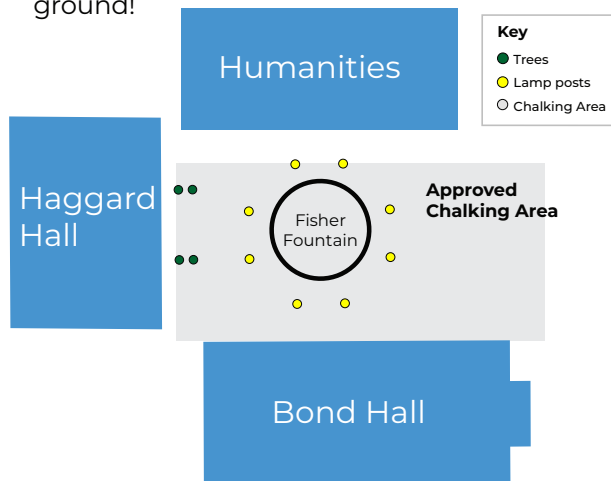 ground!
Humanities
Key
Trees
Lamp posts
Chalking Area
Haggard
Hall
Approved
Chalking Area
Fisher
Fountain
Bond Hall